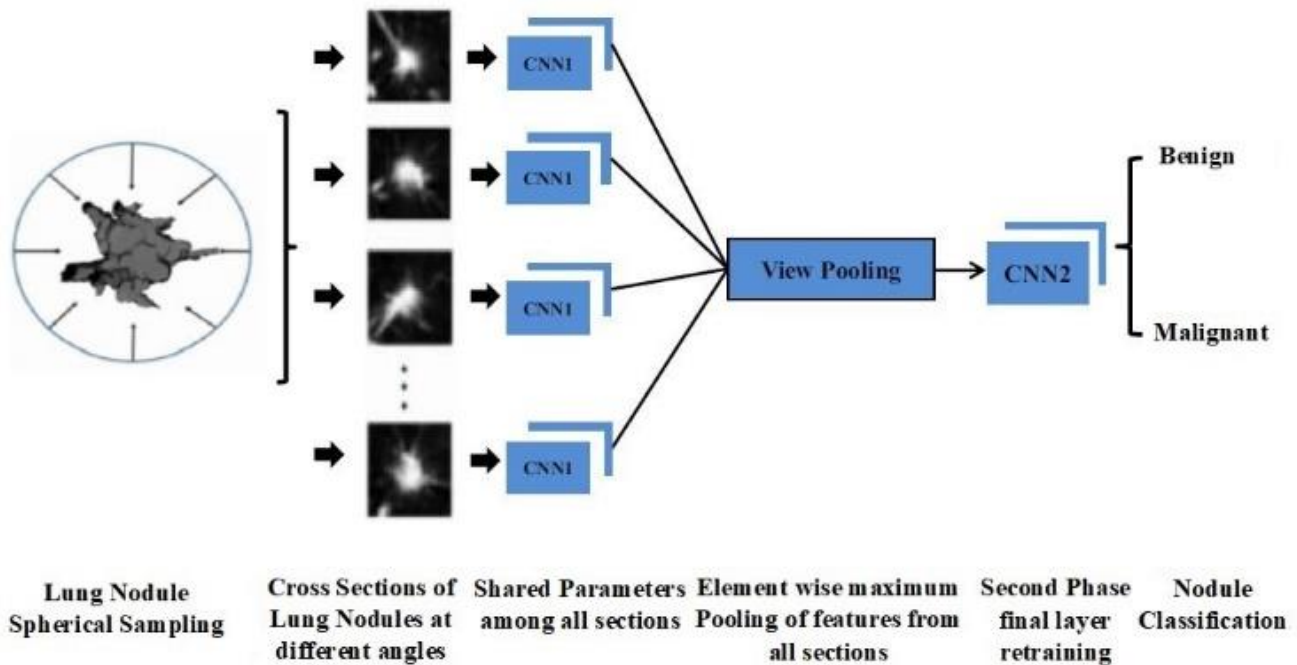 CNN1
CNN1
CNN1
CNN1
View Pooling
CNN2
Benign
Malignant
Lung Nodule
Spherical Sampling
Cross Sections of
Lung Nodules at
different angles
Shared Parameters
among all sections
Element wise maximum
Pooling of features from
all sections
Second Phase
final layer
retraining
Nodule
Classification